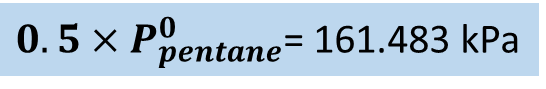 0.5 × P⁰pentane= 161.483 kPa